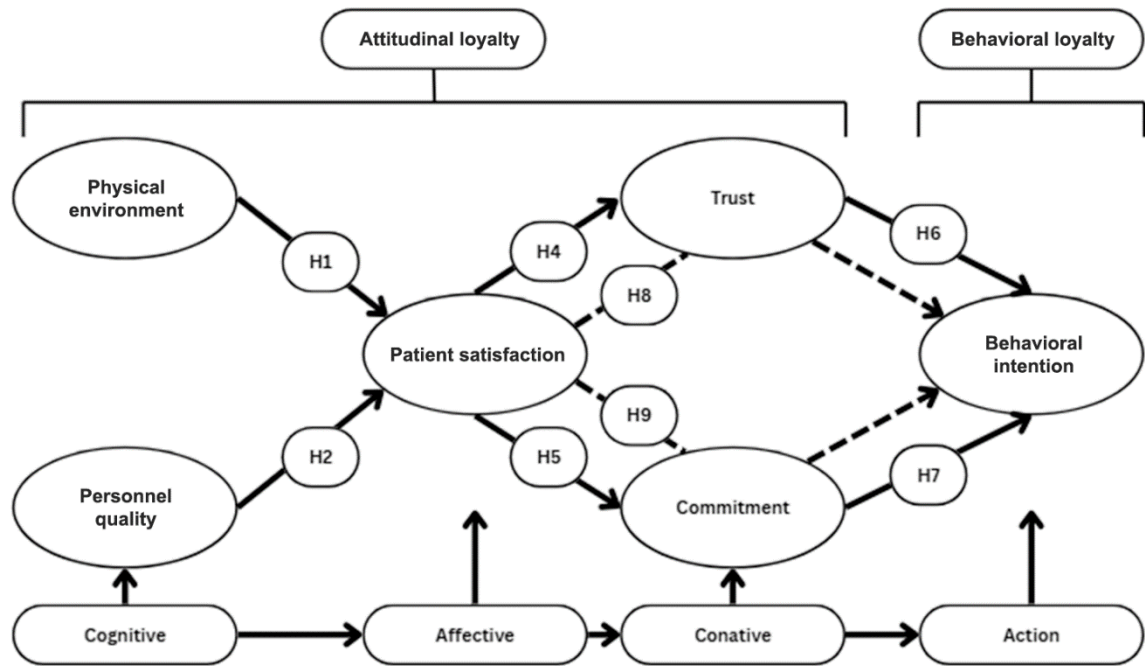 Attitudinal loyalty
Behavioral loyalty
Physical
environment
Trust
H1
H4
H6
H8
Patient satisfaction
Behavioral
intention
H9
H2
H5
H7
Personnel
quality
Commitment
Cognitive
Affective
Conative
Action